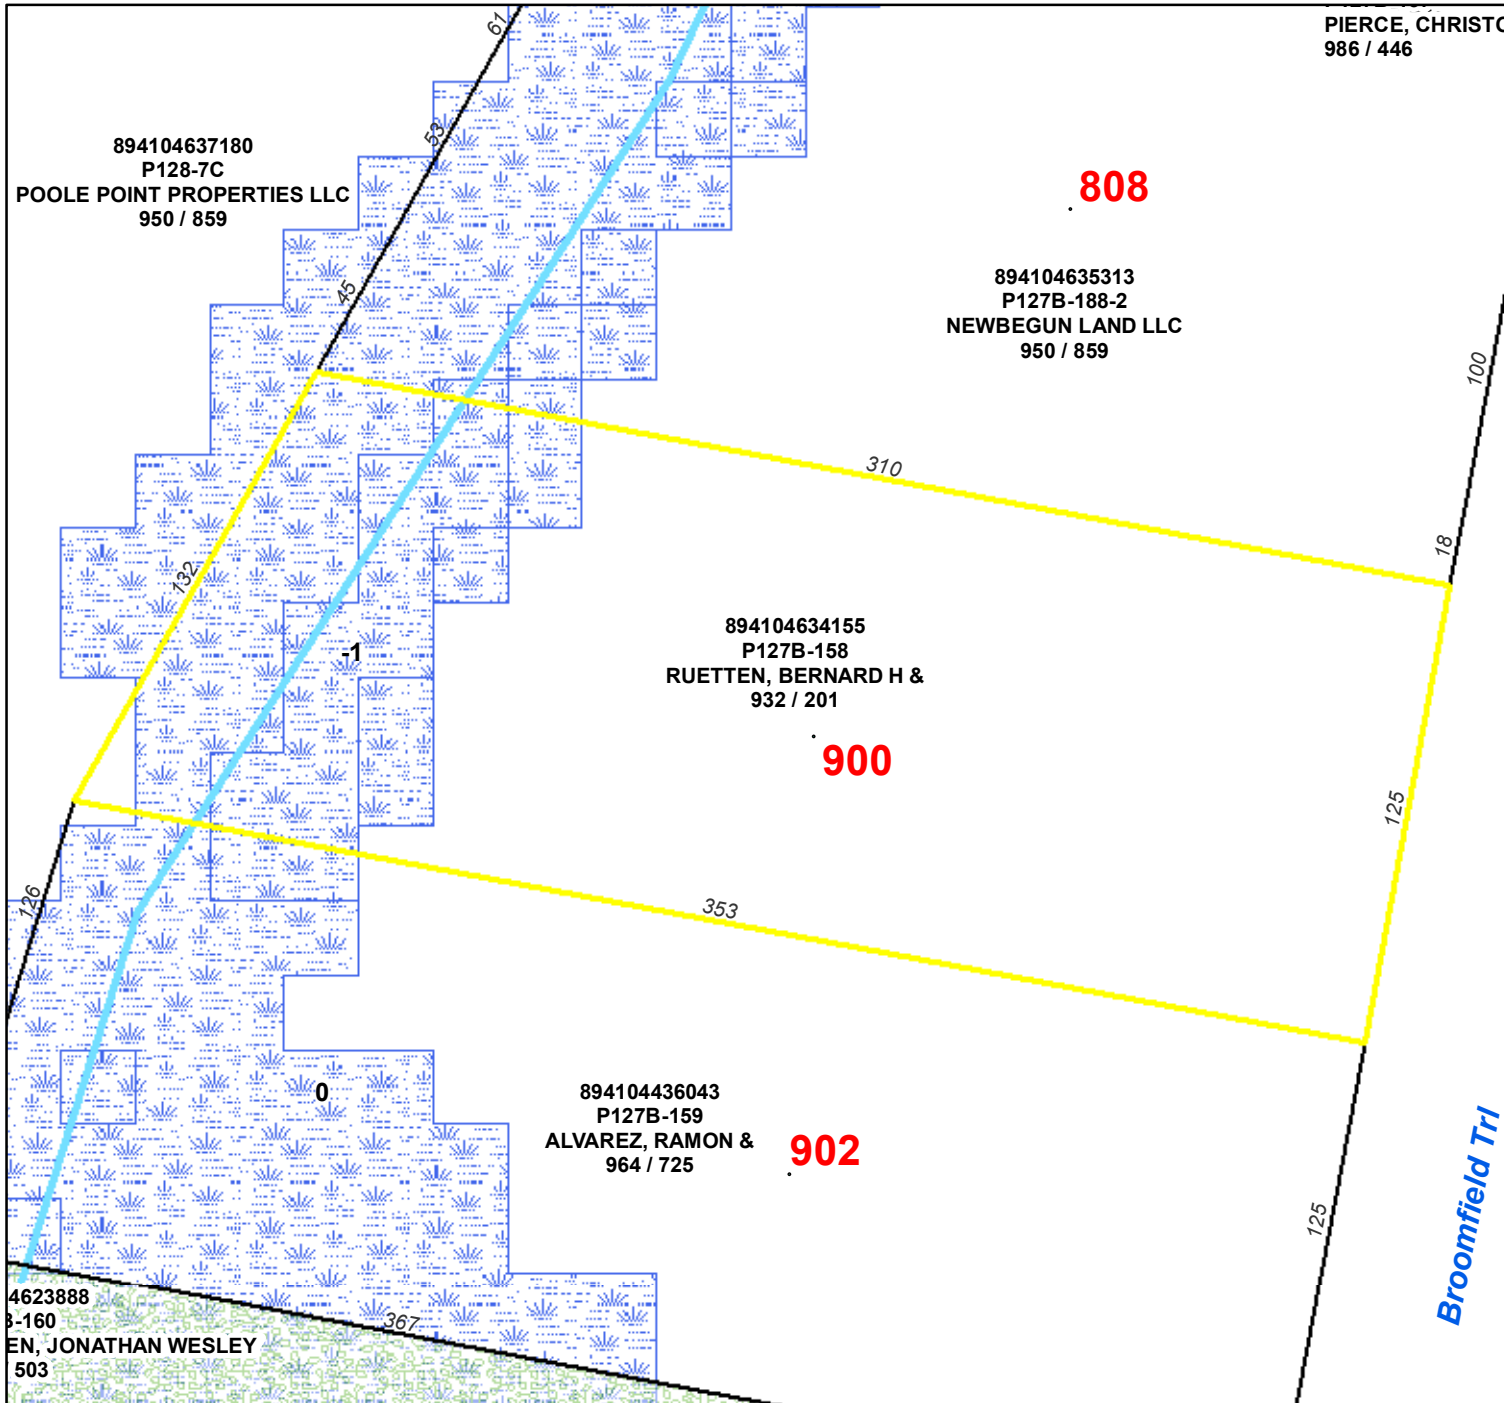 PIERCE, CHRISTO
986 / 446
61
53
894104637180
P128-7C
POOLE POINT PROPERTIES LLC
950 / 859
808
45
894104635313
P127B-188-2
NEWBEGUN LAND LLC
950 / 859
100
310
18
132
894104634155
P127B-158
RUETTEN, BERNARD H &
932 / 201
-1
900
125
126
353
0
894104436043
P127B-159
ALVAREZ, RAMON &
964 / 725
902
125
Broomfield Trl
4623888
-160
EN, JONATHAN WESLEY
503
367